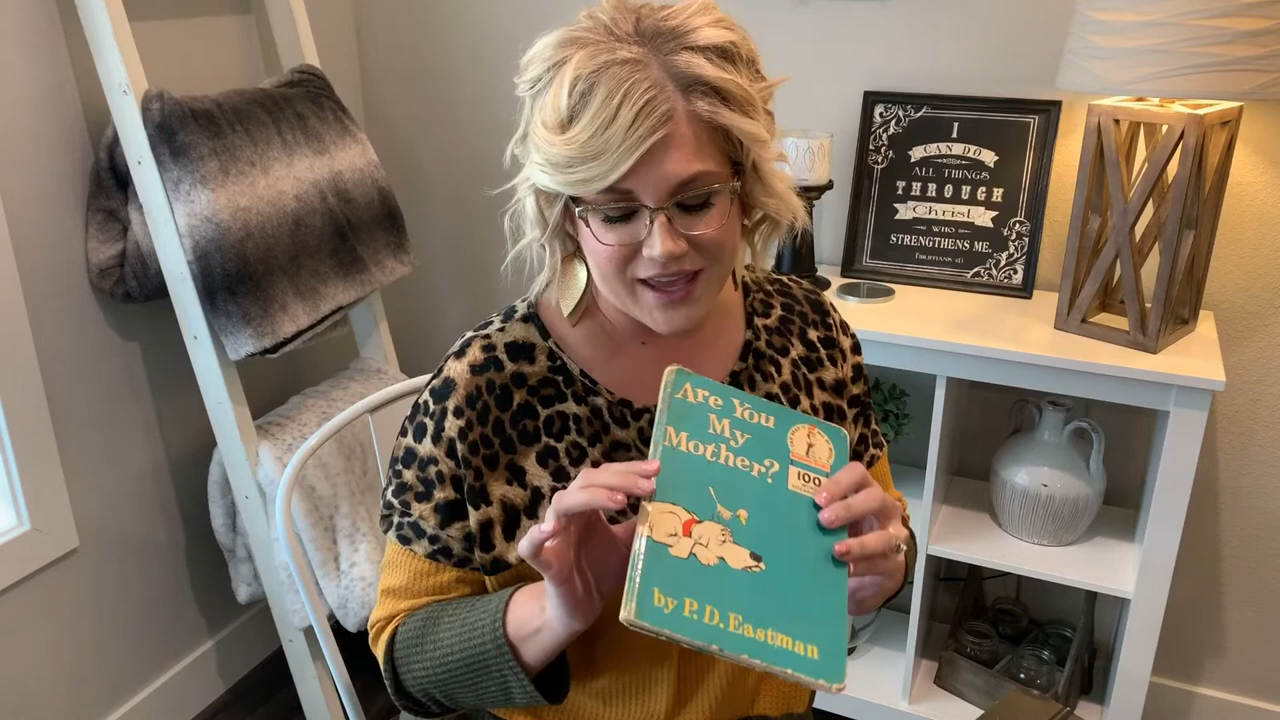 Are You
My
Mother?
100
by P. D. Eastman
I
CAN DO
ALL THINGS
THROUGH
Christ
WHO
STRENGTHENS ME.